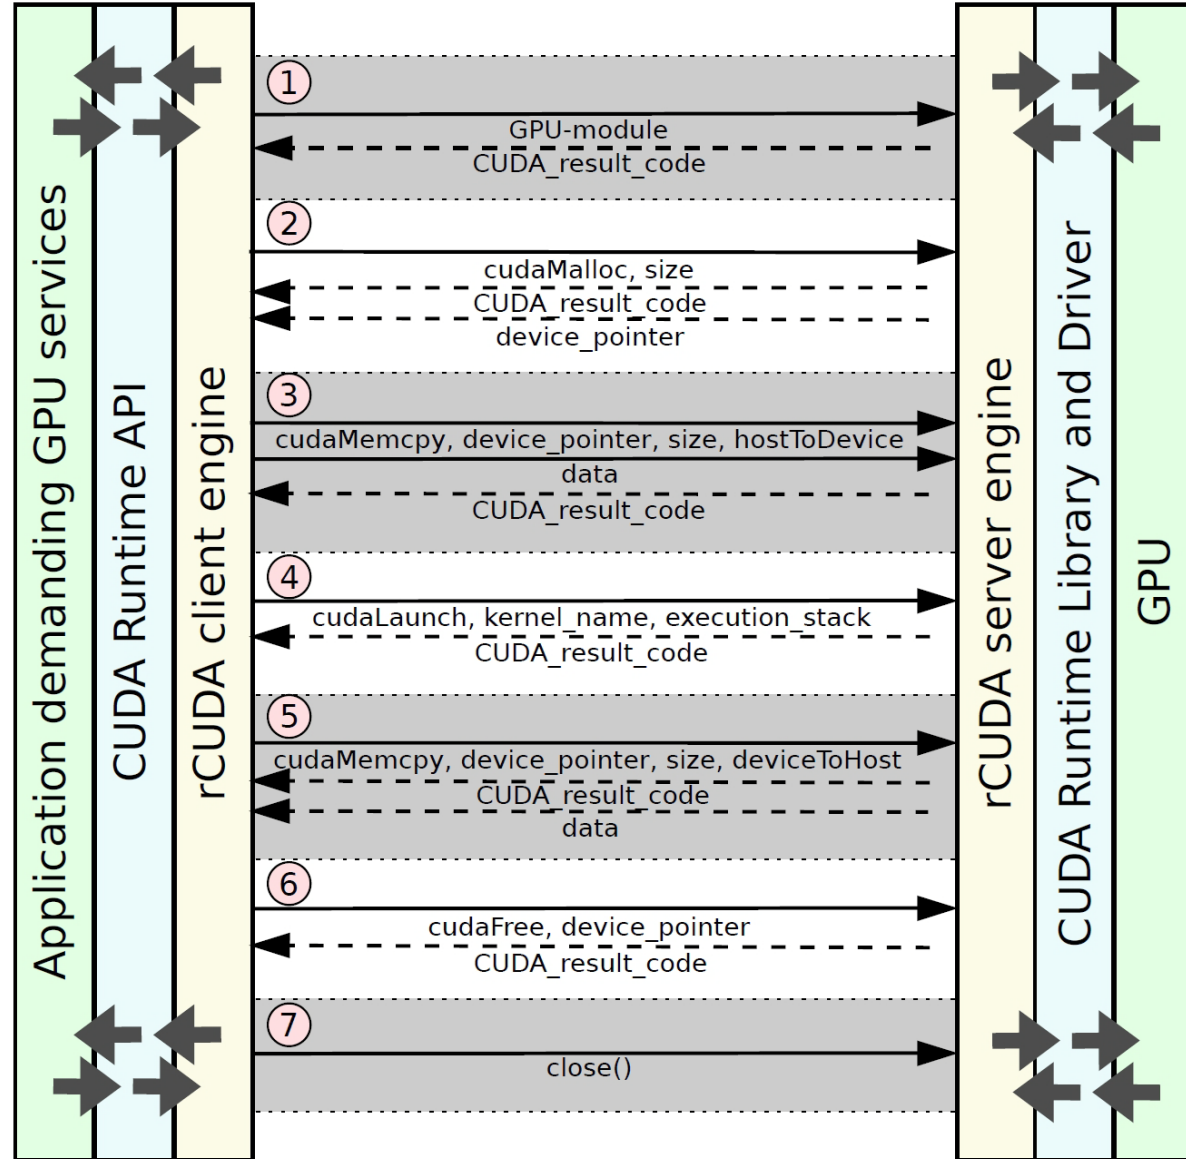 Application demanding GPU services
CUDA Runtime API
rCUDA client engine
1
GPU-module
CUDA_result_code
2
cudaMalloc, size
CUDA_result_code
device_pointer
3
cudaMemcpy, device_pointer, size, hostToDevice
data
CUDA_result_code
4
cudaLaunch, kernel_name, execution_stack
CUDA_result_code
5
cudaMemcpy, device_pointer, size, deviceToHost
CUDA_result_code
data
6
cudaFree, device_pointer
CUDA_result_code
7
close()
rCUDA server engine
CUDA Runtime Library and Driver
GPU